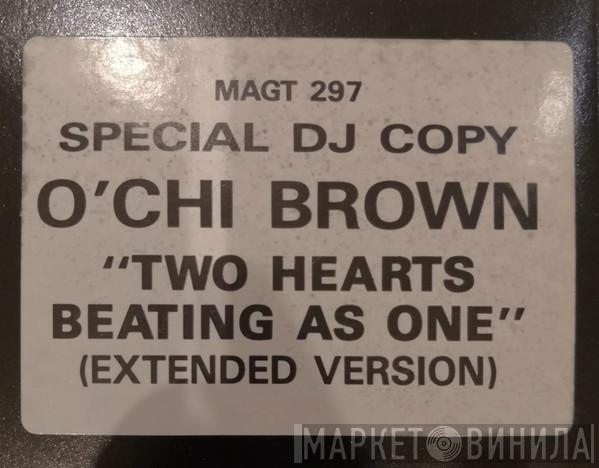 MAGT 297
SPECIAL DJ COPY
O'CHI BROWN
"TWO HEARTS
BEATING AS ONE"
(EXTENDED VERSION)
МАРКЕТ ВИНИЛА